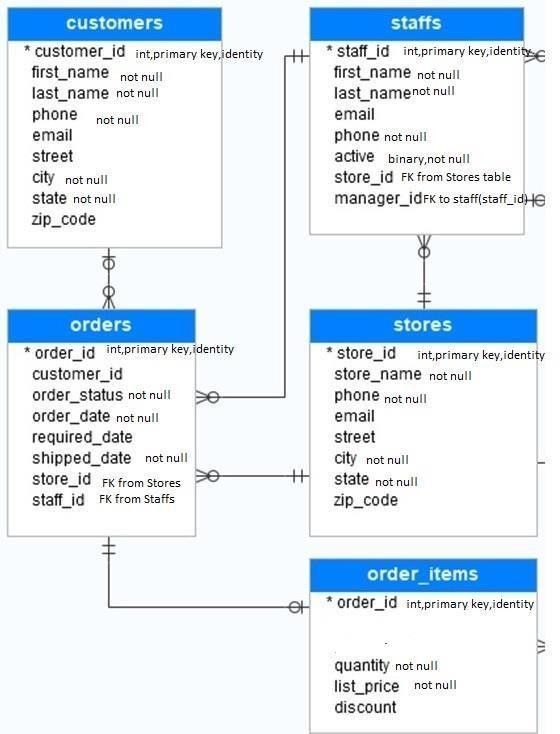 customers
* customer_id int,primary key,identity
first_name not null
last_name not null
phone not null
email
street
city not null
state not null
zip_code
staffs
* staff_id int,primary key,identity
first_name not null
last_name not null
email
phone not null
active binary,not null
store_id FK from Stores table
manager_id FK to staff(staff_id)
orders
* order_id int,primary key,identity
customer_id
order_status not null
order_date not null
required_date
shipped_date not null
store_id FK from Stores
staff_id FK from Staffs
stores
* store_id int,primary key,identity
store_name not null
phone not null
email
street
city not null
state not null
zip_code
order_items
* order_id int,primary key,identity
quantity not null
list_price not null
discount